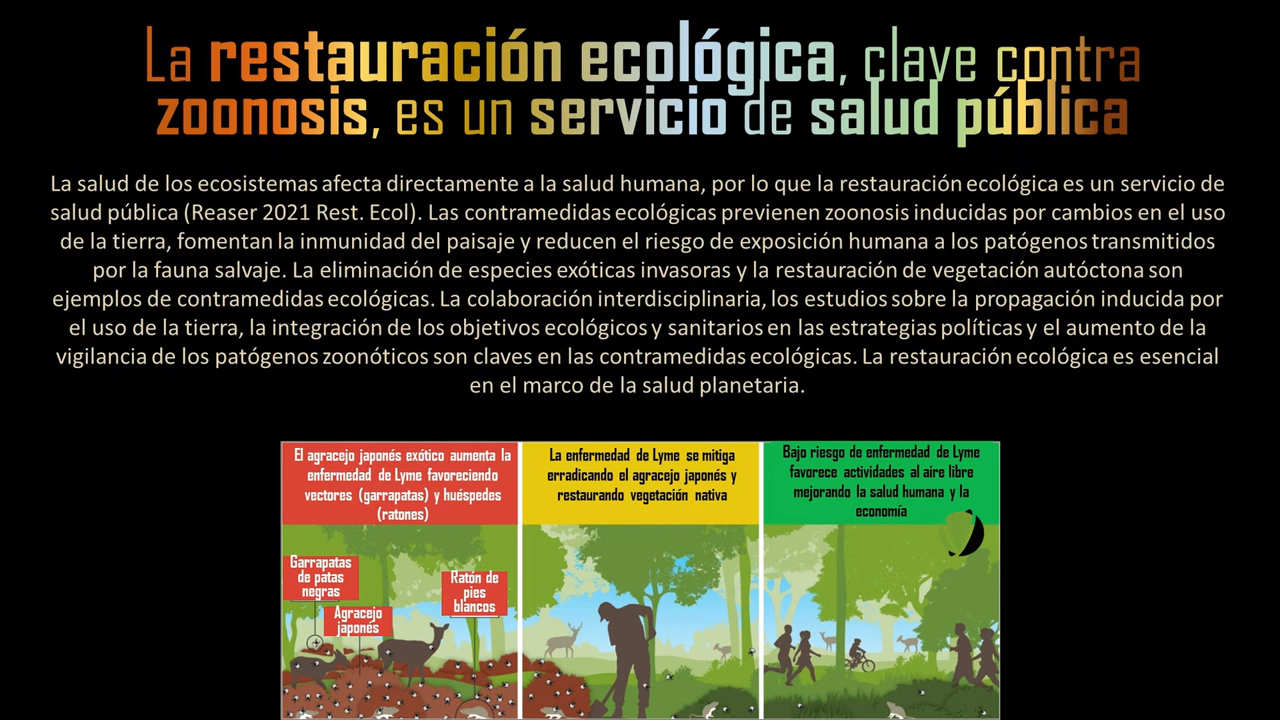 La restauración ecológica, clave contra
zoonosis, es un servicio de salud pública
La salud de los ecosistemas afecta directamente a la salud humana, por lo que la restauración ecológica es un servicio de
salud pública (Reaser 2021 Rest. Ecol). Las contramedidas ecológicas previenen zoonosis inducidas por cambios en el uso
de la tierra, fomentan la inmunidad del paisaje y reducen el riesgo de exposición humana a los patógenos transmitidos
por la fauna salvaje. La eliminación de especies exóticas invasoras y la restauración de vegetación autóctona son
ejemplos de contramedidas ecológicas. La colaboración interdisciplinaria, los estudios sobre la propagación inducida por
el uso de la tierra, la integración de los objetivos ecológicos y sanitarios en las estrategias políticas y el aumento de la
vigilancia de los patógenos zoonóticos son claves en las contramedidas ecológicas. La restauración ecológica es esencial
en el marco de la salud planetaria.
El agracejo japonés exótico aumenta la
enfermedad de Lyme favoreciendo
vectores (garrapatas) y huéspedes
(ratones)
Garrapatas
de patas
negras
Agracejo
japonés
Ratón de
pies
blancos
La enfermedad de Lyme se mitiga
erradicando el agracejo japonés y
restaurando vegetación nativa
Bajo riesgo de enfermedad de Lyme
favorece actividades al aire libre
mejorando la salud humana y la
economía